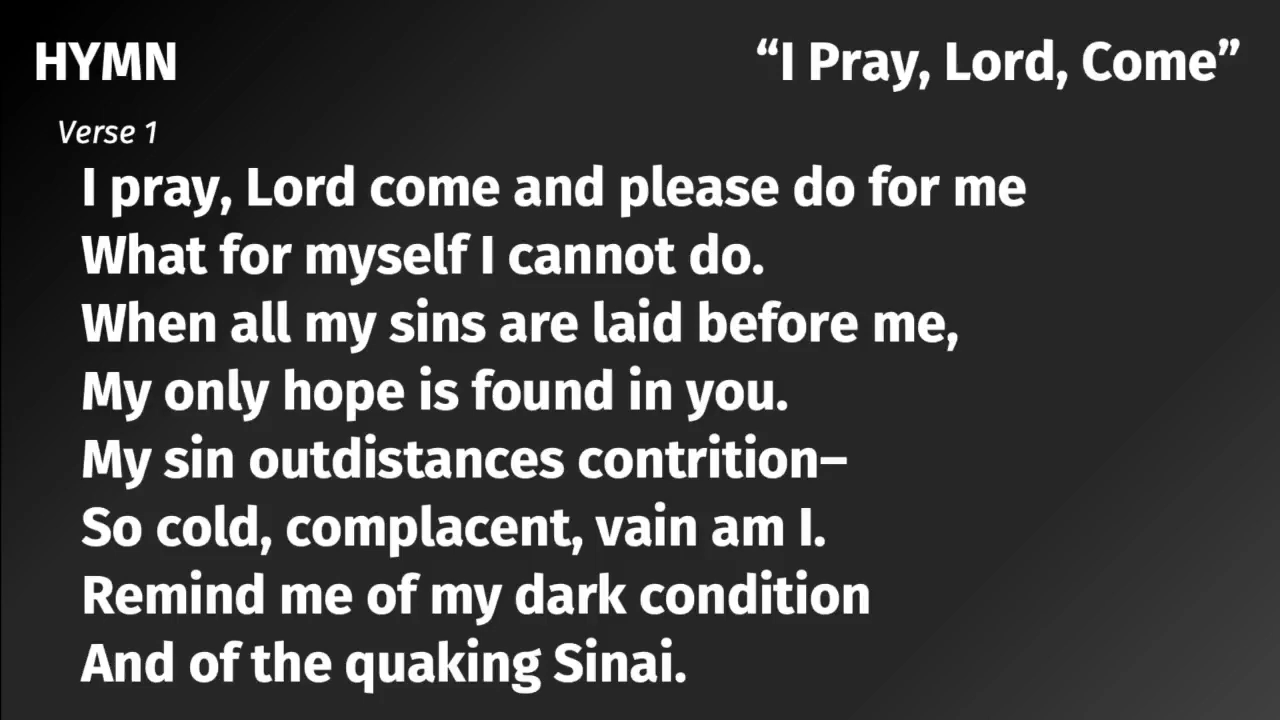 HYMN
“I Pray, Lord, Come”
Verse 1
I pray, Lord come and please do for me
What for myself I cannot do.
When all my sins are laid before me,
My only hope is found in you.
My sin outdistances contrition–
So cold, complacent, vain am I.
Remind me of my dark condition
And of the quaking Sinai.